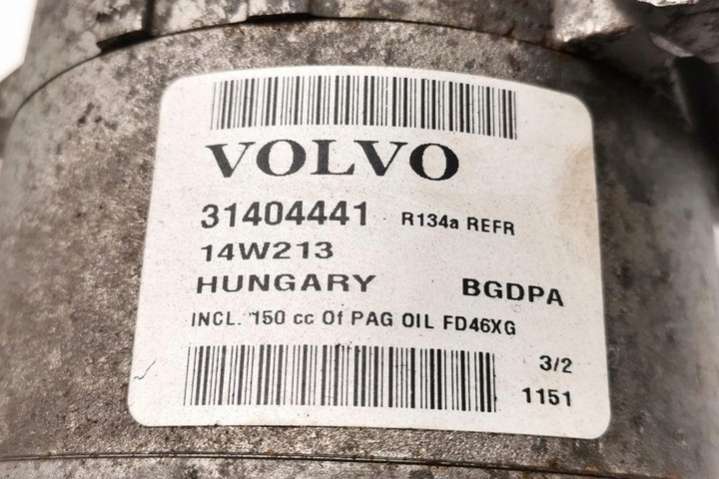 VOLVO
31404441 R134a REFR
14W213
HUNGARY BGDPA
INCL. 150 cc Of PAG OIL FD46XG
3/2
1151